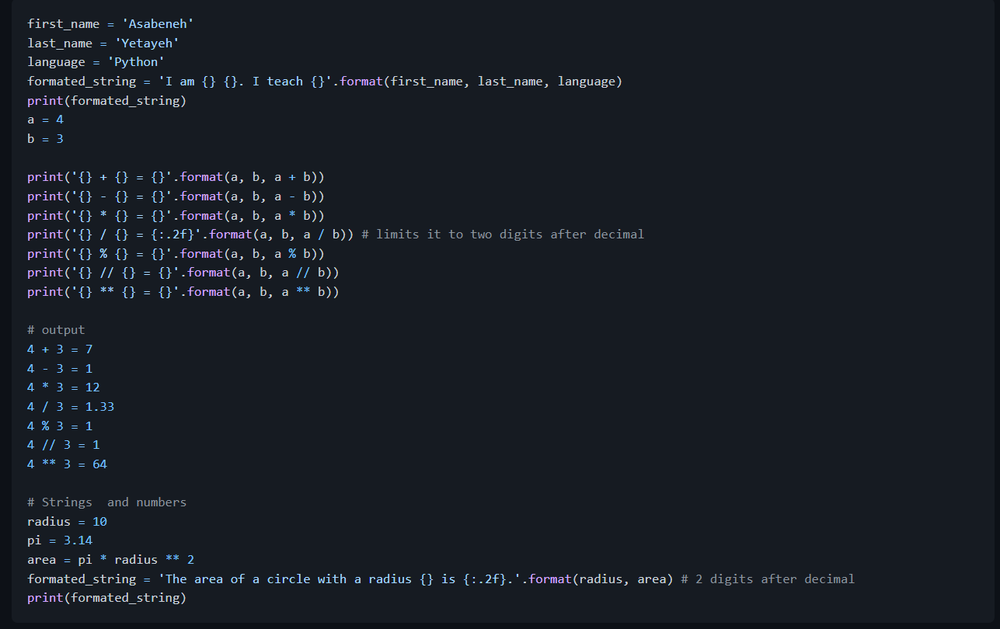 first_name = 'Asabeneh'
last_name = 'Yetayeh'
language = 'Python'
formated_string = 'I am {} {}. I teach {}'.format(first_name, last_name, language)
print(formated_string)
a = 4
b = 3

print('{} + {} = {}'.format(a, b, a + b))
print('{} - {} = {}'.format(a, b, a - b))
print('{} * {} = {}'.format(a, b, a * b))
print('{} / {} = {:.2f}'.format(a, b, a / b)) # limits it to two digits after decimal
print('{} % {} = {}'.format(a, b, a % b))
print('{} // {} = {}'.format(a, b, a // b))
print('{} ** {} = {}'.format(a, b, a ** b))

# output
4 + 3 = 7
4 - 3 = 1
4 * 3 = 12
4 / 3 = 1.33
4 % 3 = 1
4 // 3 = 1
4 ** 3 = 64

# Strings  and numbers
radius = 10
pi = 3.14
area = pi * radius ** 2
formated_string = 'The area of a circle with a radius {} is {:.2f}.'.format(radius, area) # 2 digits after decimal
print(formated_string)